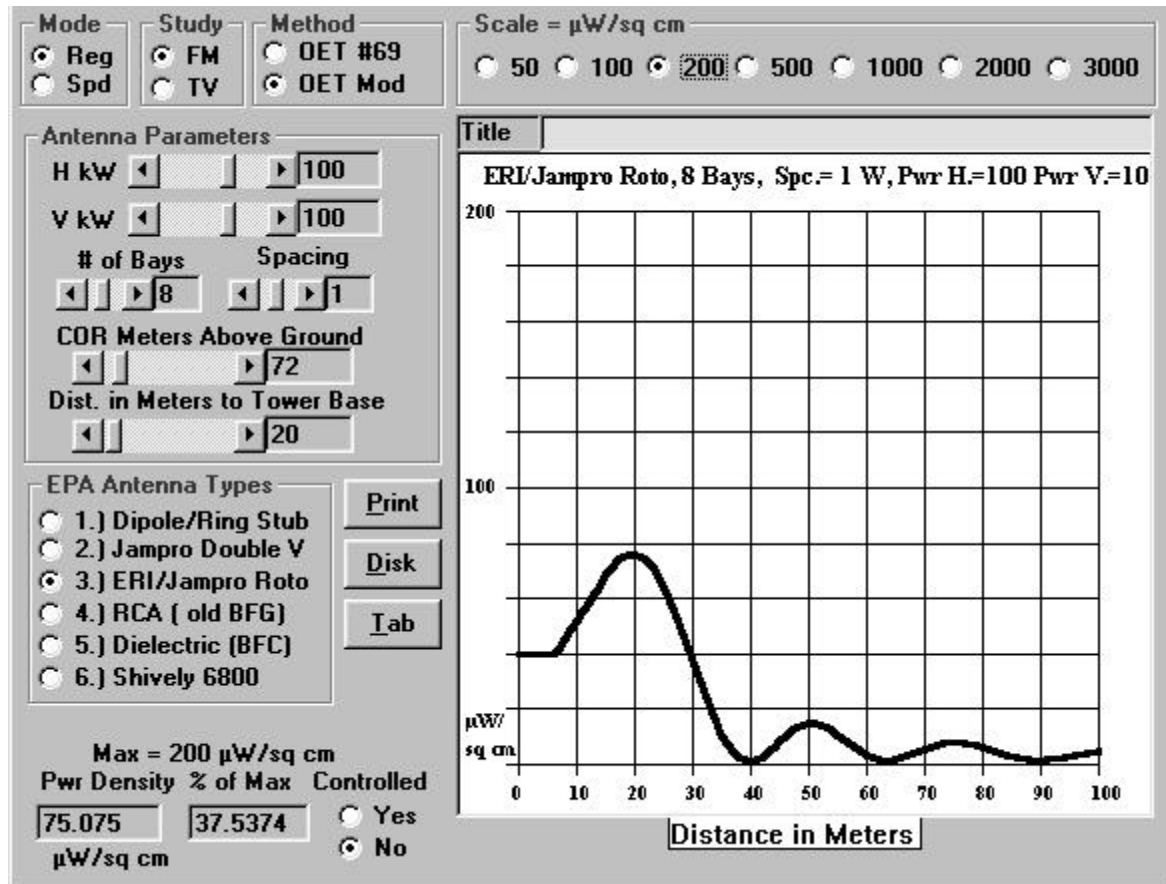 Mode
Reg
Spd
Study
FM
TV
Method
OET #69
OET Mod
Scale = µW/sq cm
50 100 200 500 1000 2000 3000
Antenna Parameters
H kW 100
V kW 100
# of Bays Spacing
8 1
COR Meters Above Ground
72
Dist. in Meters to Tower Base
20
EPA Antenna Types
1.) Dipole/Ring Stub
2.) Jampro Double V
3.) ERI/Jampro Roto
4.) RCA ( old BFG)
5.) Dielectric (BFC)
6.) Shively 6800
Print
Disk
Tab
Max = 200 µW/sq cm
Pwr Density % of Max Controlled
75.075 37.5374 Yes
µW/sq cm No
Title
ERI/Jampro Roto, 8 Bays, Spc.= 1 W, Pwr H.=100 Pwr V.=10
200
100
µW/
sq cm
0 10 20 30 40 50 60 70 80 90 100
Distance in Meters